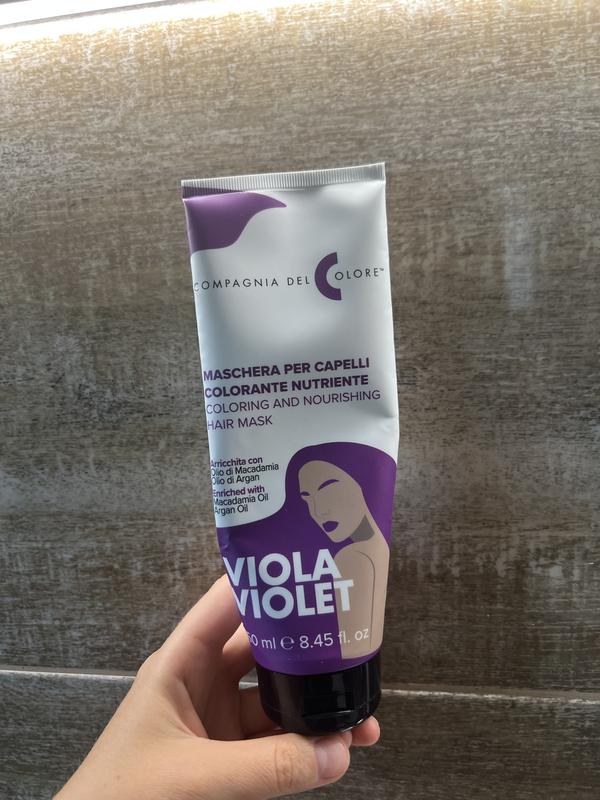 COMPAGNIA DEL COLORE™
MASCHERA PER CAPELLI
COLORANTE NUTRIENTE
COLORING AND NOURISHING
HAIR MASK
Arricchita con
Olio di Macadamia
Olio di Argan
Enriched with
Macadamia Oil
Argan Oil
VIOLA
VIOLET
50 ml ℮ 8.45 fl. oz